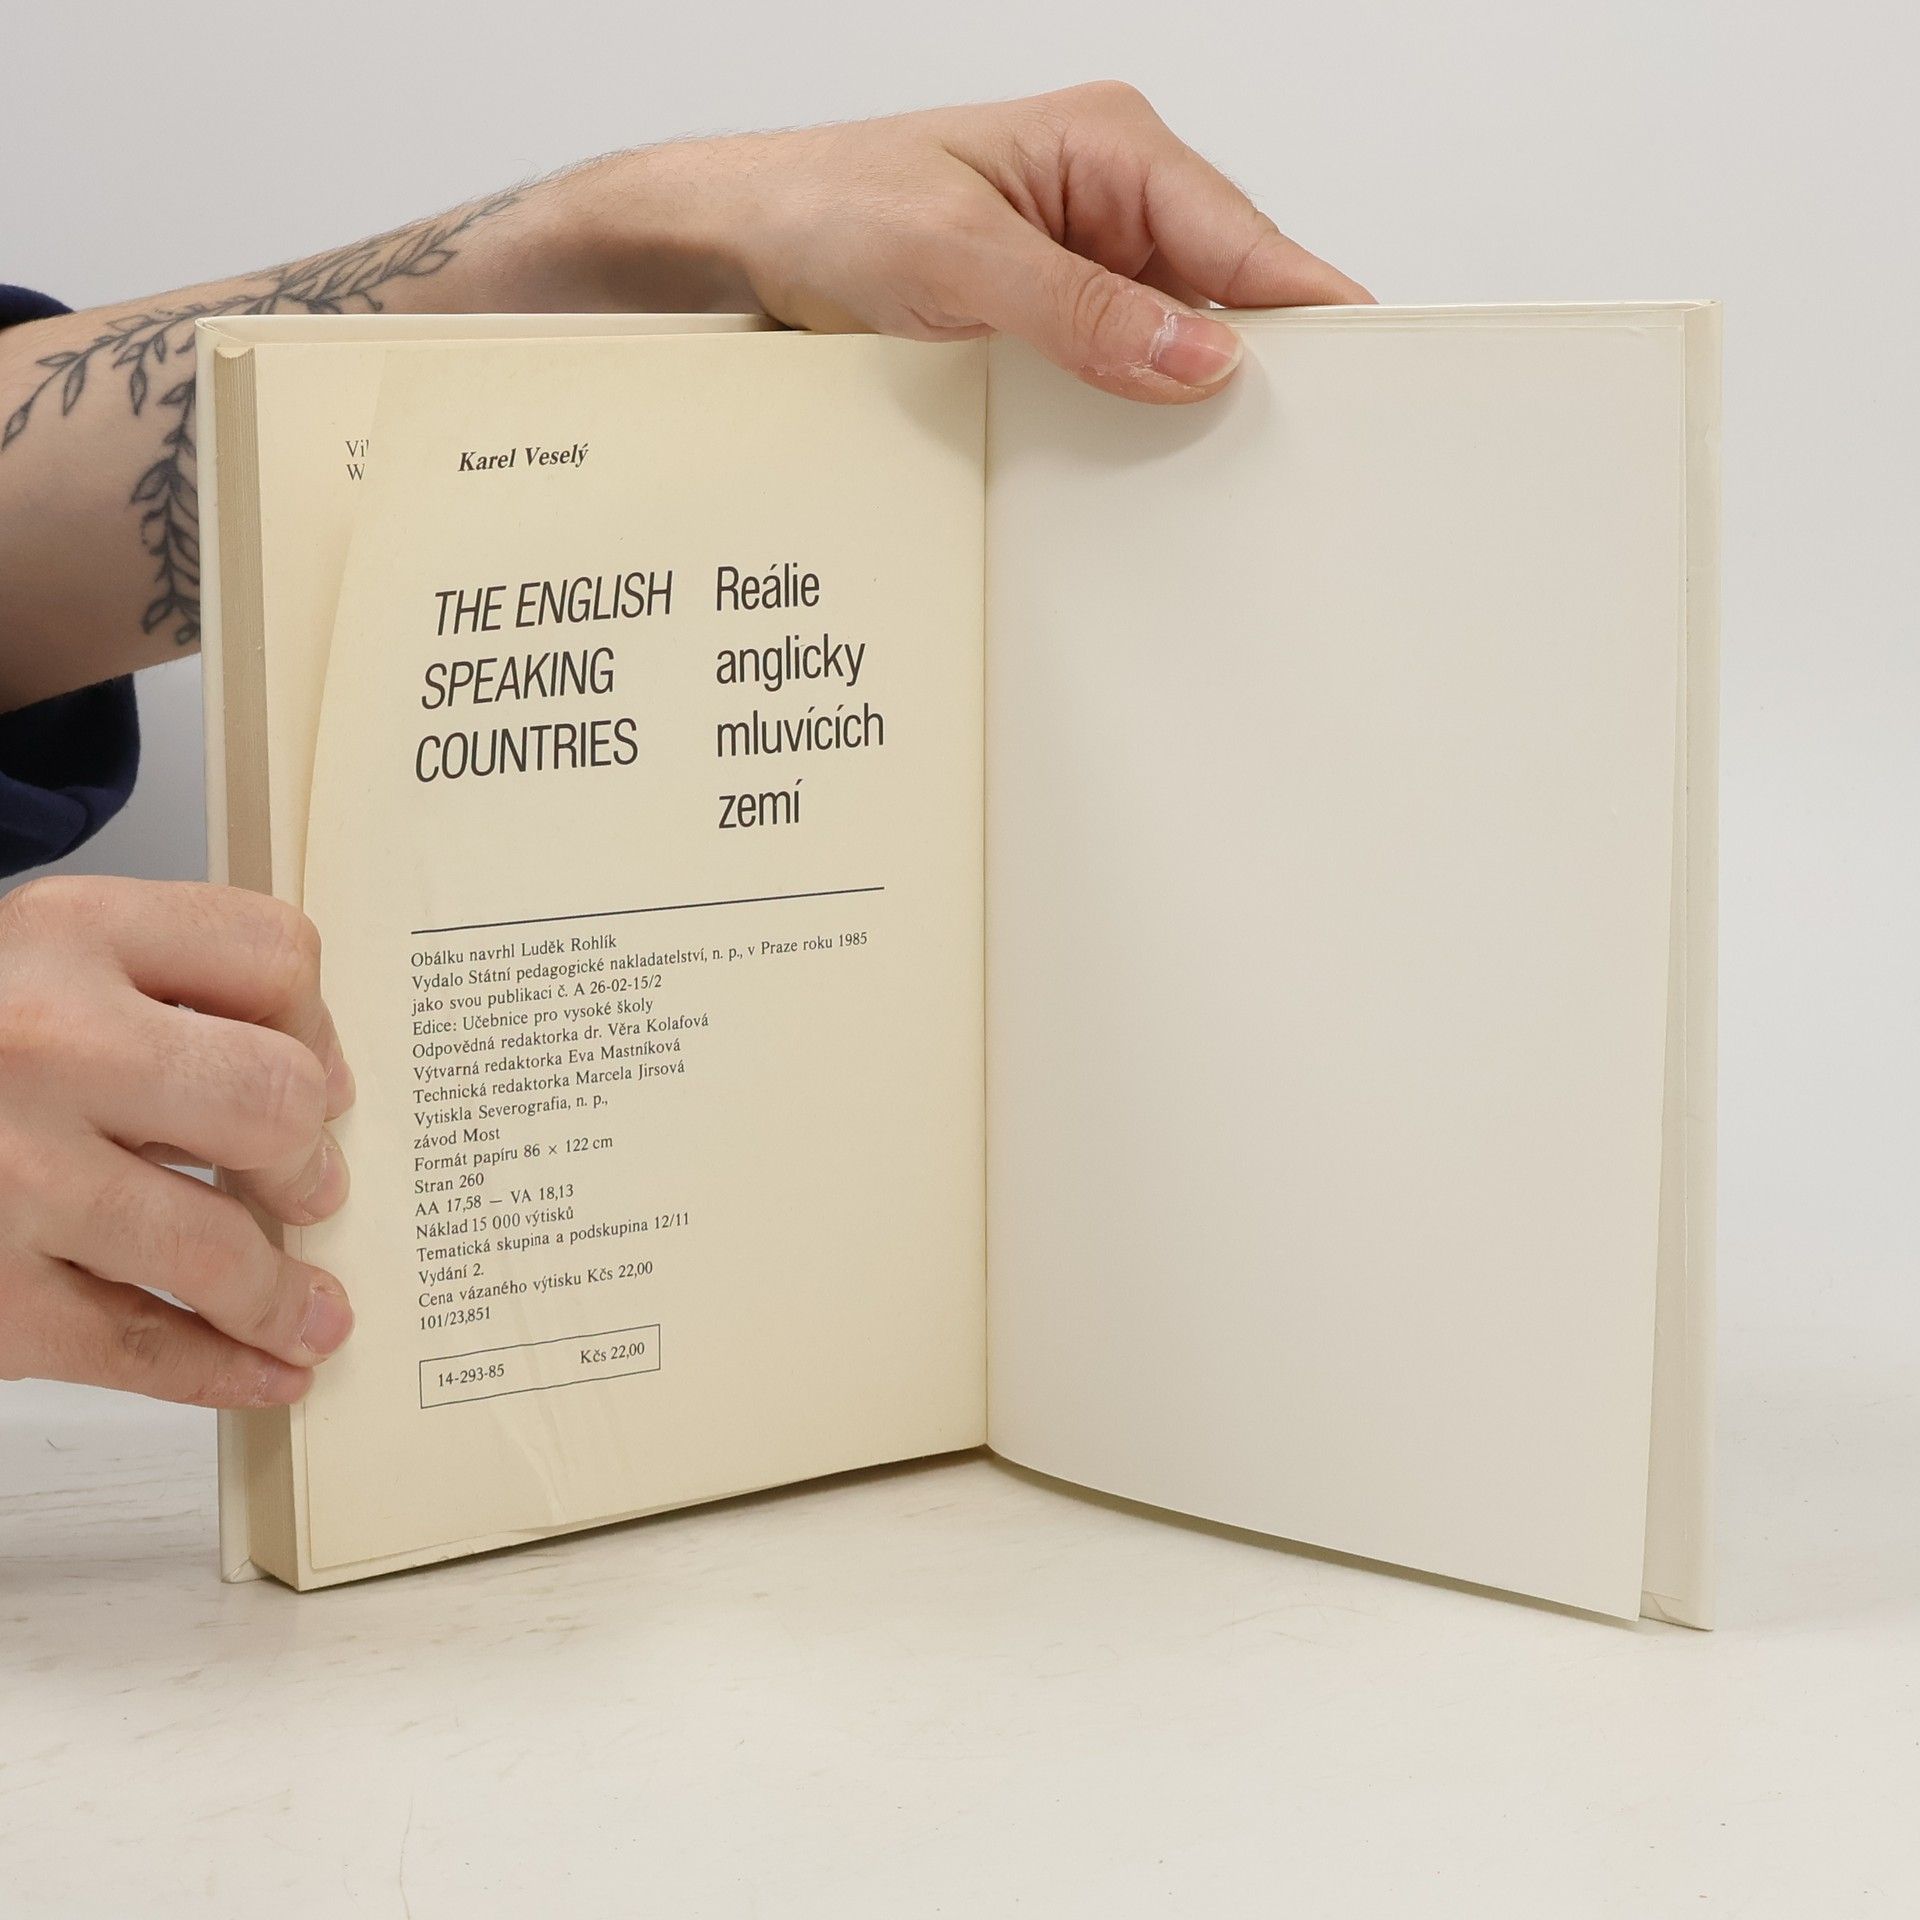 Karel Veselý
THE ENGLISH
SPEAKING
COUNTRIES
Reálie
anglicky
mluvících
zemí
Obálku navrhl Luděk Rohlík
Vydalo Státní pedagogické nakladatelství, n. p., v Praze roku 1985
jako svou publikaci č. A 26-02-15/2
Edice: Učebnice pro vysoké školy
Odpovědná redaktorka dr. Věra Kolafová
Výtvarná redaktorka Eva Mastníková
Technická redaktorka Marcela Jirsová
Vytiskla Severografia, n. p.,
závod Most
Formát papíru 86 × 122 cm
Stran 260
AA 17,58 — VA 18,13
Náklad 15 000 výtisků
Tematická skupina a podskupina 12/11
Vydání 2.
Cena vázaného výtisku Kčs 22,00
101/23,851
14-293-85 Kčs 22,00